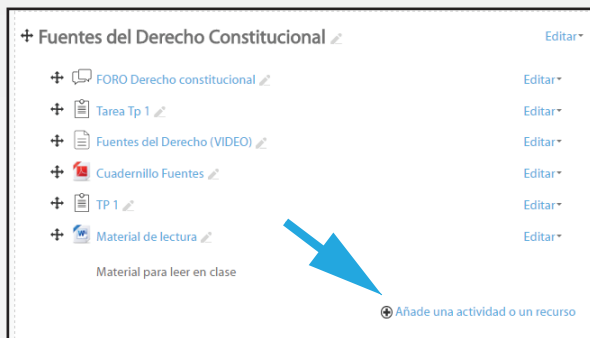 Fuentes del Derecho Constitucional Editar
FORO Derecho constitucional Editar
Tarea Tp 1 Editar
Fuentes del Derecho (VIDEO) Editar
Cuadernillo Fuentes Editar
TP 1 Editar
Material de lectura Editar
Material para leer en clase
Añade una actividad o un recurso